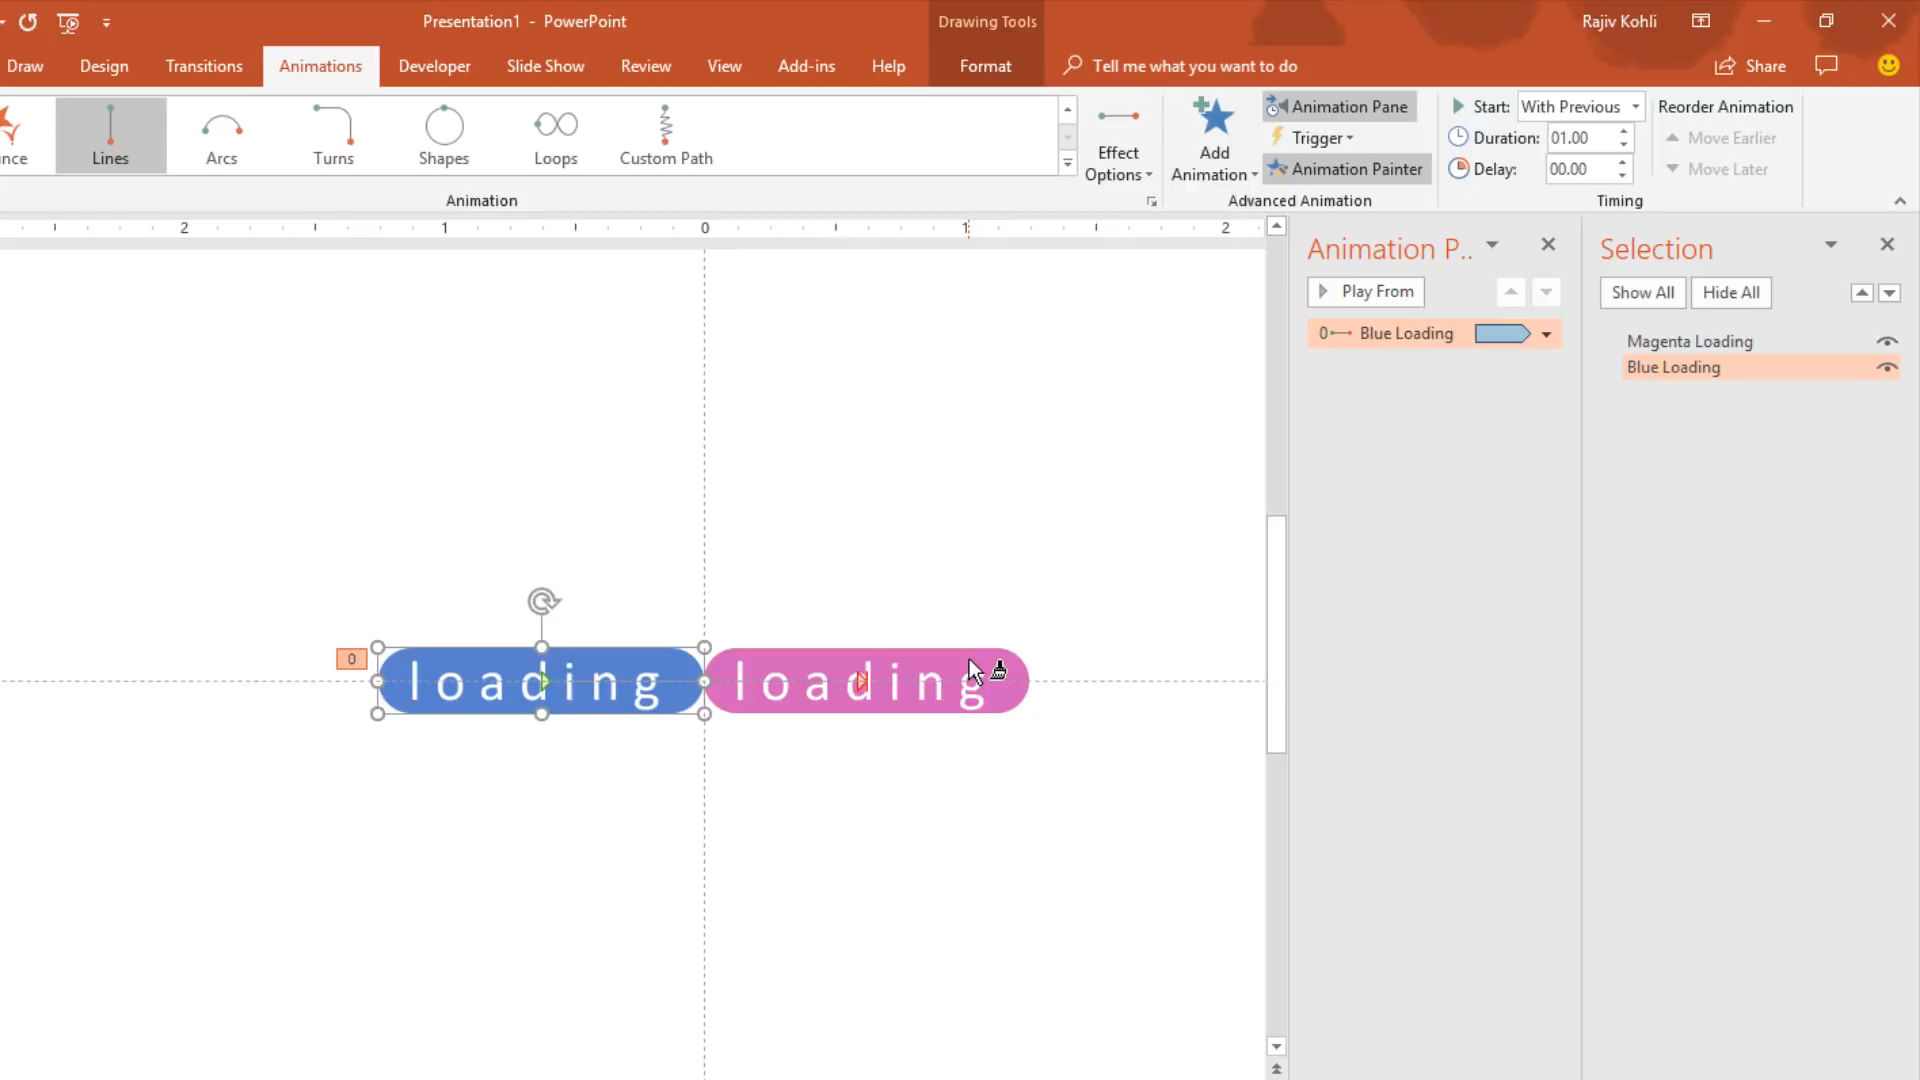 Presentation1 - PowerPoint
Drawing Tools
Rajiv Kohli
Draw
Design
Transitions
Animations
Developer
Slide Show
Review
View
Add-ins
Help
Format
Tell me what you want to do
Share
nce
Lines
Arcs
Turns
Shapes
Loops
Custom Path
Effect
Options
Add
Animation
Animation Pane
Trigger
Animation Painter
Start: With Previous
Duration: 01.00
Delay: 00.00
Reorder Animation
Move Earlier
Move Later
Animation
Advanced Animation
Timing
2 1 0 1 2
Animation P..
Play From
0 Blue Loading
Selection
Show All
Hide All
Magenta Loading
Blue Loading
0
loading
loading